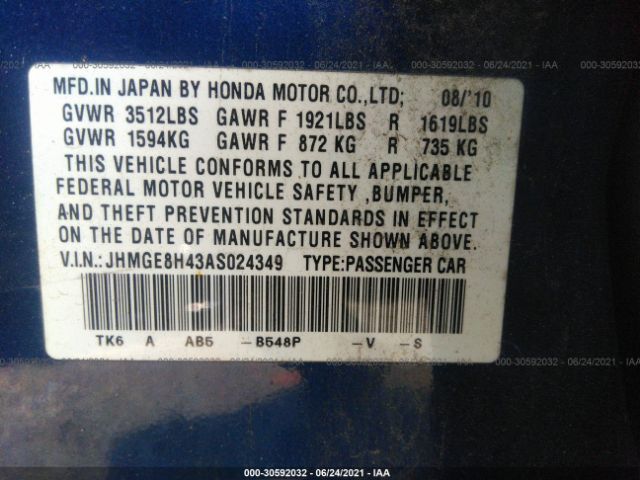 000-30592032 - 06/24/2021 - IAA
MFD.IN JAPAN BY HONDA MOTOR CO.,LTD; 08/'10
GVWR 3512LBS GAWR F 1921LBS R 1619LBS
GVWR 1594KG GAWR F 872 KG R 735 KG
THIS VEHICLE CONFORMS TO ALL APPLICABLE
FEDERAL MOTOR VEHICLE SAFETY ,BUMPER,
AND THEFT PREVENTION STANDARDS IN EFFECT
ON THE DATE OF MANUFACTURE SHOWN ABOVE.
V.I.N.:JHMGE8H43AS024349 TYPE:PASSENGER CAR
TK6 A AB5 –B548P –V –S
000-30592032 - 06/24/2021 - IAA